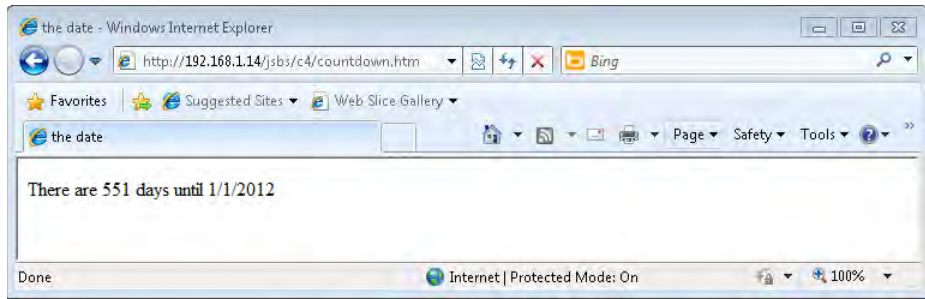 the date - Windows Internet Explorer
http://192.168.1.14/jsbs/c4/countdown.htm
Bing
Favorites
Suggested Sites
Web Slice Gallery
the date
Page
Safety
Tools
There are 551 days until 1/1/2012
Done
Internet | Protected Mode: On
100%